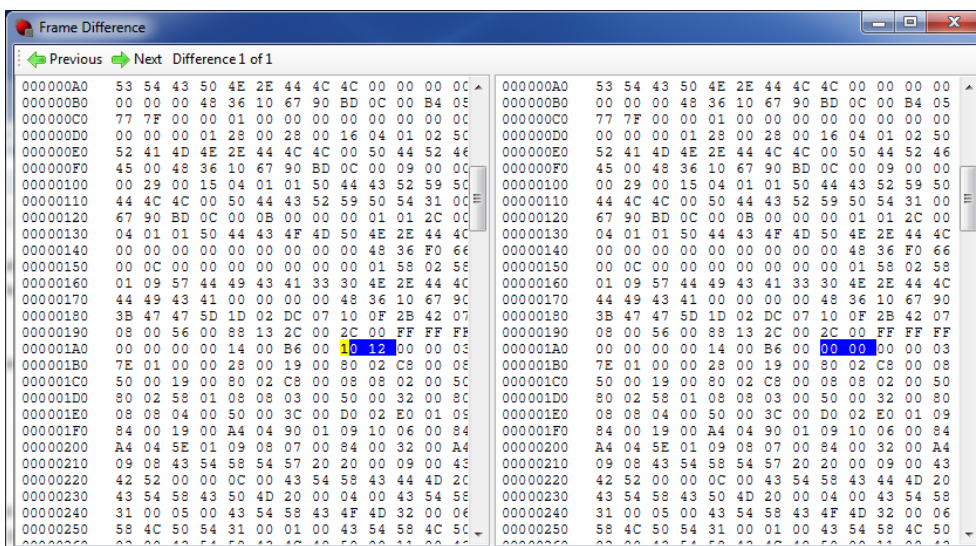 Frame Difference
Previous Next Difference 1 of 1
000000A0 53 54 43 50 4E 2E 44 4C 4C 00 00 00 00
000000B0 00 00 00 48 36 10 67 90 BD 0C 00 B4 05
000000C0 77 7F 00 00 01 00 00 00 00 00 00 00 00
000000D0 00 00 00 01 28 00 28 00 16 04 01 02 50
000000E0 52 41 4D 4E 2E 44 4C 4C 00 50 44 52 46
000000F0 45 00 48 36 10 67 90 BD 0C 00 09 00 00
00000100 00 29 00 15 04 01 01 50 44 43 52 59 50
00000110 44 4C 4C 00 50 44 43 52 59 50 54 31 00
00000120 67 90 BD 0C 00 0B 00 00 00 01 01 2C 00
00000130 04 01 01 50 44 43 4F 4D 50 4E 2E 44 4C
00000140 00 00 00 00 00 00 00 00 00 48 36 F0 66
00000150 00 0C 00 00 00 00 00 00 00 01 58 02 58
00000160 01 09 57 44 49 43 41 33 30 4E 2E 44 4C
00000170 44 49 43 41 00 00 00 00 48 36 10 67 90
00000180 3B 47 47 5D 1D 02 DC 07 10 0F 2B 42 07
00000190 08 00 56 00 88 13 2C 00 2C 00 FF FF FF
000001A0 00 00 00 00 14 00 B6 00 10 12 00 00 03
000001B0 7E 01 00 00 28 00 19 00 80 02 C8 00 08
000001C0 50 00 19 00 80 02 C8 00 08 08 02 00 50
000001D0 80 02 58 01 08 08 03 00 50 00 32 00 80
000001E0 08 08 04 00 50 00 3C 00 D0 02 E0 01 09
000001F0 84 00 19 00 A4 04 90 01 09 10 06 00 84
00000200 A4 04 5E 01 09 08 07 00 84 00 32 00 A4
00000210 09 08 43 54 58 54 57 20 20 00 09 00 43
00000220 42 52 00 00 0C 00 43 54 58 43 44 4D 20
00000230 43 54 58 43 50 4D 20 00 04 00 43 54 58
00000240 31 00 05 00 43 54 58 43 4F 4D 32 00 06
00000250 58 4C 50 54 31 00 01 00 43 54 58 4C 50
000000A0 53 54 43 50 4E 2E 44 4C 4C 00 00 00 00
000000B0 00 00 00 48 36 10 67 90 BD 0C 00 B4 05
000000C0 77 7F 00 00 01 00 00 00 00 00 00 00 00
000000D0 00 00 00 01 28 00 28 00 16 04 01 02 50
000000E0 52 41 4D 4E 2E 44 4C 4C 00 50 44 52 46
000000F0 45 00 48 36 10 67 90 BD 0C 00 09 00 00
00000100 00 29 00 15 04 01 01 50 44 43 52 59 50
00000110 44 4C 4C 00 50 44 43 52 59 50 54 31 00
00000120 67 90 BD 0C 00 0B 00 00 00 01 01 2C 00
00000130 04 01 01 50 44 43 4F 4D 50 4E 2E 44 4C
00000140 00 00 00 00 00 00 00 00 00 48 36 F0 66
00000150 00 0C 00 00 00 00 00 00 00 01 58 02 58
00000160 01 09 57 44 49 43 41 33 30 4E 2E 44 4C
00000170 44 49 43 41 00 00 00 00 48 36 10 67 90
00000180 3B 47 47 5D 1D 02 DC 07 10 0F 2B 42 07
00000190 08 00 56 00 88 13 2C 00 2C 00 FF FF FF
000001A0 00 00 00 00 14 00 B6 00 00 00 00 00 03
000001B0 7E 01 00 00 28 00 19 00 80 02 C8 00 08
000001C0 50 00 19 00 80 02 C8 00 08 08 02 00 50
000001D0 80 02 58 01 08 08 03 00 50 00 32 00 80
000001E0 08 08 04 00 50 00 3C 00 D0 02 E0 01 09
000001F0 84 00 19 00 A4 04 90 01 09 10 06 00 84
00000200 A4 04 5E 01 09 08 07 00 84 00 32 00 A4
00000210 09 08 43 54 58 54 57 20 20 00 09 00 43
00000220 42 52 00 00 0C 00 43 54 58 43 44 4D 20
00000230 43 54 58 43 50 4D 20 00 04 00 43 54 58
00000240 31 00 05 00 43 54 58 43 4F 4D 32 00 06
00000250 58 4C 50 54 31 00 01 00 43 54 58 4C 50